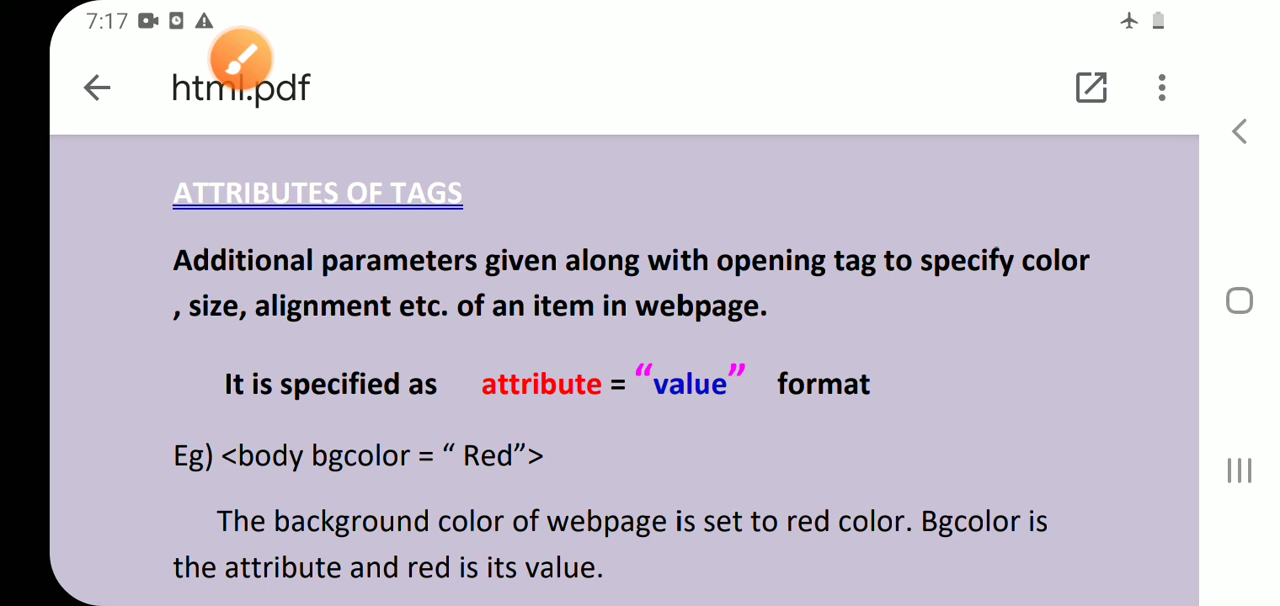 7:17
html.pdf
ATTRIBUTES OF TAGS
Additional parameters given along with opening tag to specify color
, size, alignment etc. of an item in webpage.
It is specified as attribute = “value” format
Eg) <body bgcolor = “ Red”>
The background color of webpage is set to red color. Bgcolor is
the attribute and red is its value.